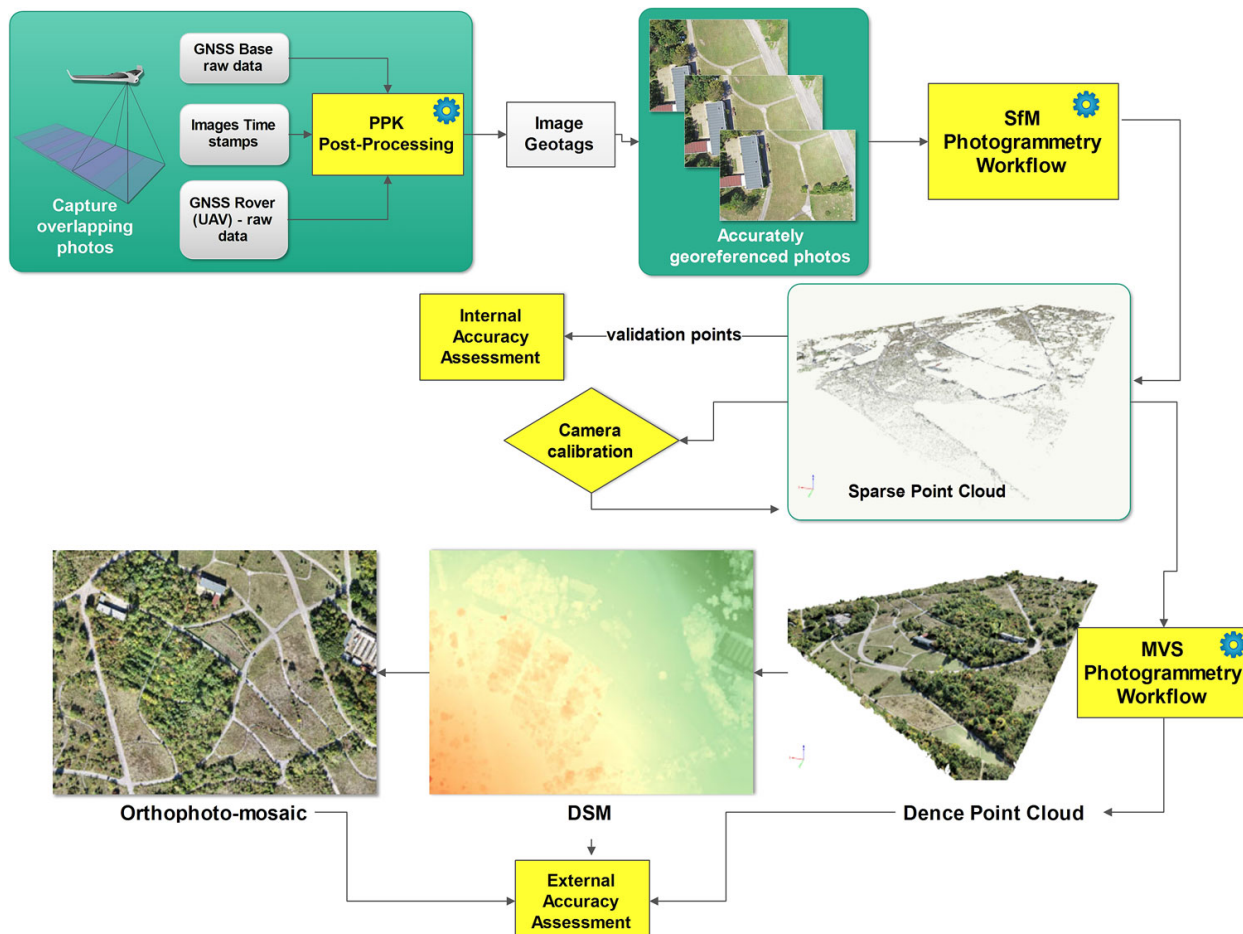 GNSS Base
raw data
Images Time
stamps
GNSS Rover
(UAV) - raw
data
Capture
overlapping
photos
PPK
Post-Processing
Image
Geotags
Accurately
georeferenced photos
SfM
Photogrammetry
Workflow
Internal
Accuracy
Assessment
validation points
Camera
calibration
Sparse Point Cloud
MVS
Photogrammetry
Workflow
Orthophoto-mosaic
DSM
Dence Point Cloud
External
Accuracy
Assessment